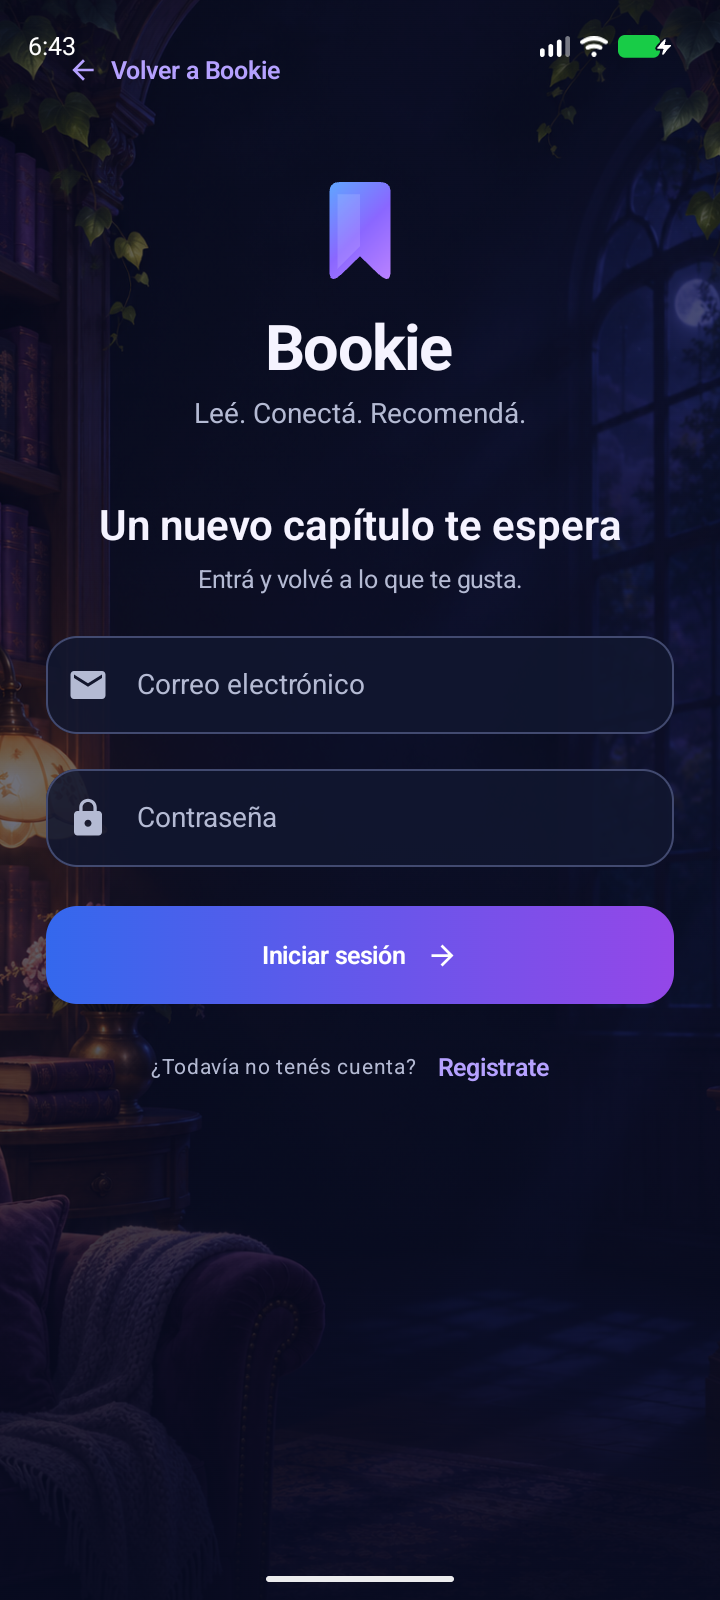 6:43
Volver a Bookie
Bookie
Leé. Conectá. Recomendá.
Un nuevo capítulo te espera
Entrá y volvé a lo que te gusta.
Correo electrónico
Contraseña
Iniciar sesión
¿Todavía no tenés cuenta? Registrate